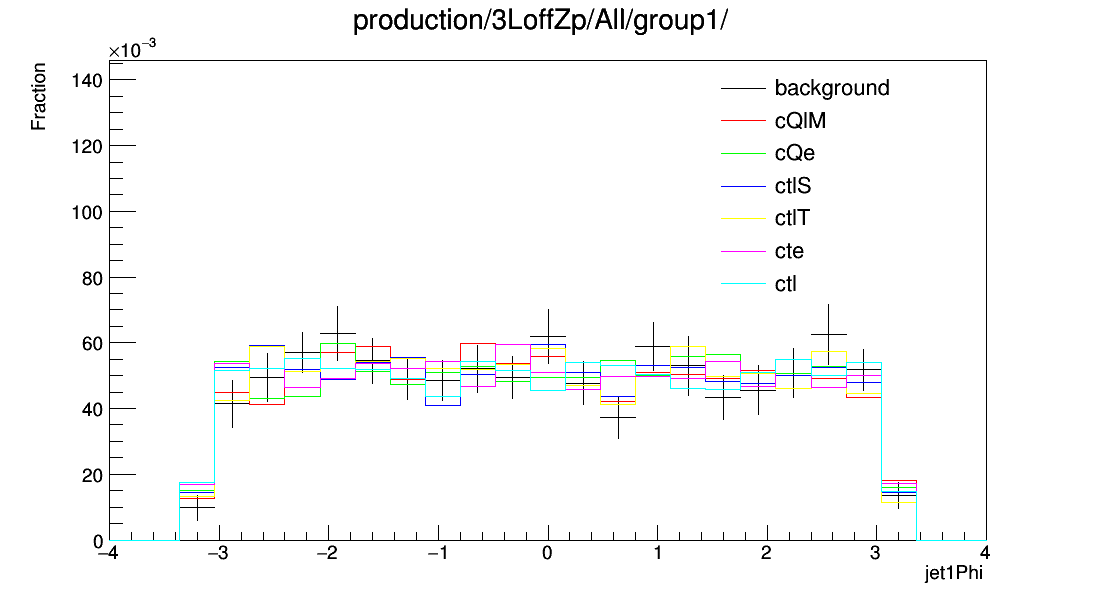 production/3LoffZp/All/group1/
×10⁻³
Fraction
140
120
100
80
60
40
20
0
background
cQlM
cQe
ctlS
ctlT
cte
ctl
−4 −3 −2 −1 0 1 2 3 4
jet1Phi